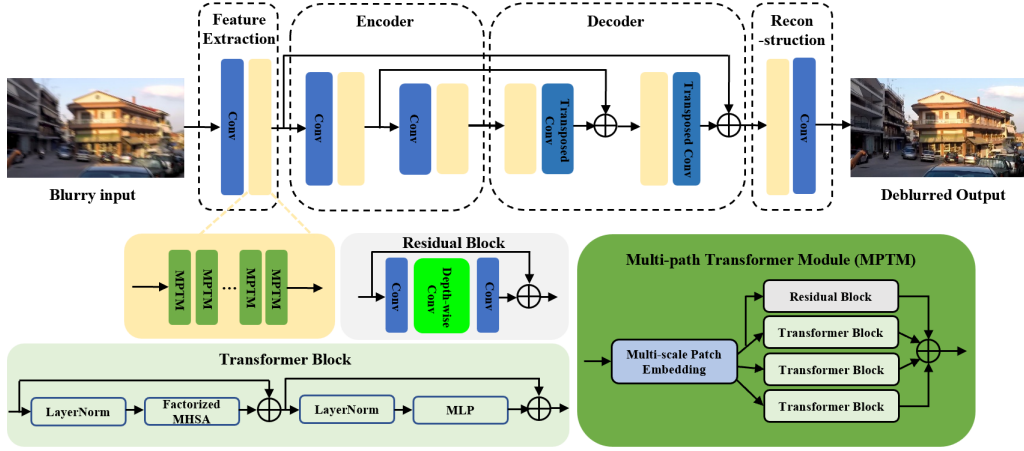 Feature
Extraction
Encoder
Decoder
Recon
-struction
Conv
Conv
Conv
Transposed
Conv
Transposed Conv
Conv
Blurry input
Deblurred Output
MPTM
MPTM
...
MPTM
MPTM
Residual Block
Conv
Depth-wise
Conv
Conv
Multi-path Transformer Module (MPTM)
Multi-scale Patch
Embedding
Residual Block
Transformer Block
Transformer Block
Transformer Block
Transformer Block
LayerNorm
Factorized
MHSA
LayerNorm
MLP